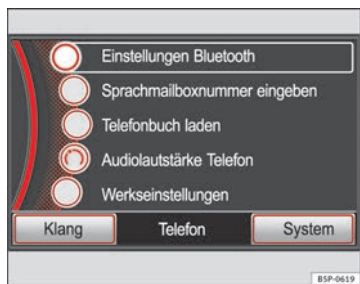 Einstellungen Bluetooth
Sprachmailboxnummer eingeben
Telefonbuch laden
Audiolautstärke Telefon
Werkseinstellungen
Klang Telefon System
B5P-0619